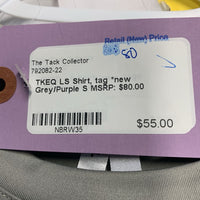 Retail (New) Price
80
The Tack Collector
792082-22
TKEQ LS Shirt, tag *new
Grey/Purple S MSRP: $80.00
NBRW35
$55.00